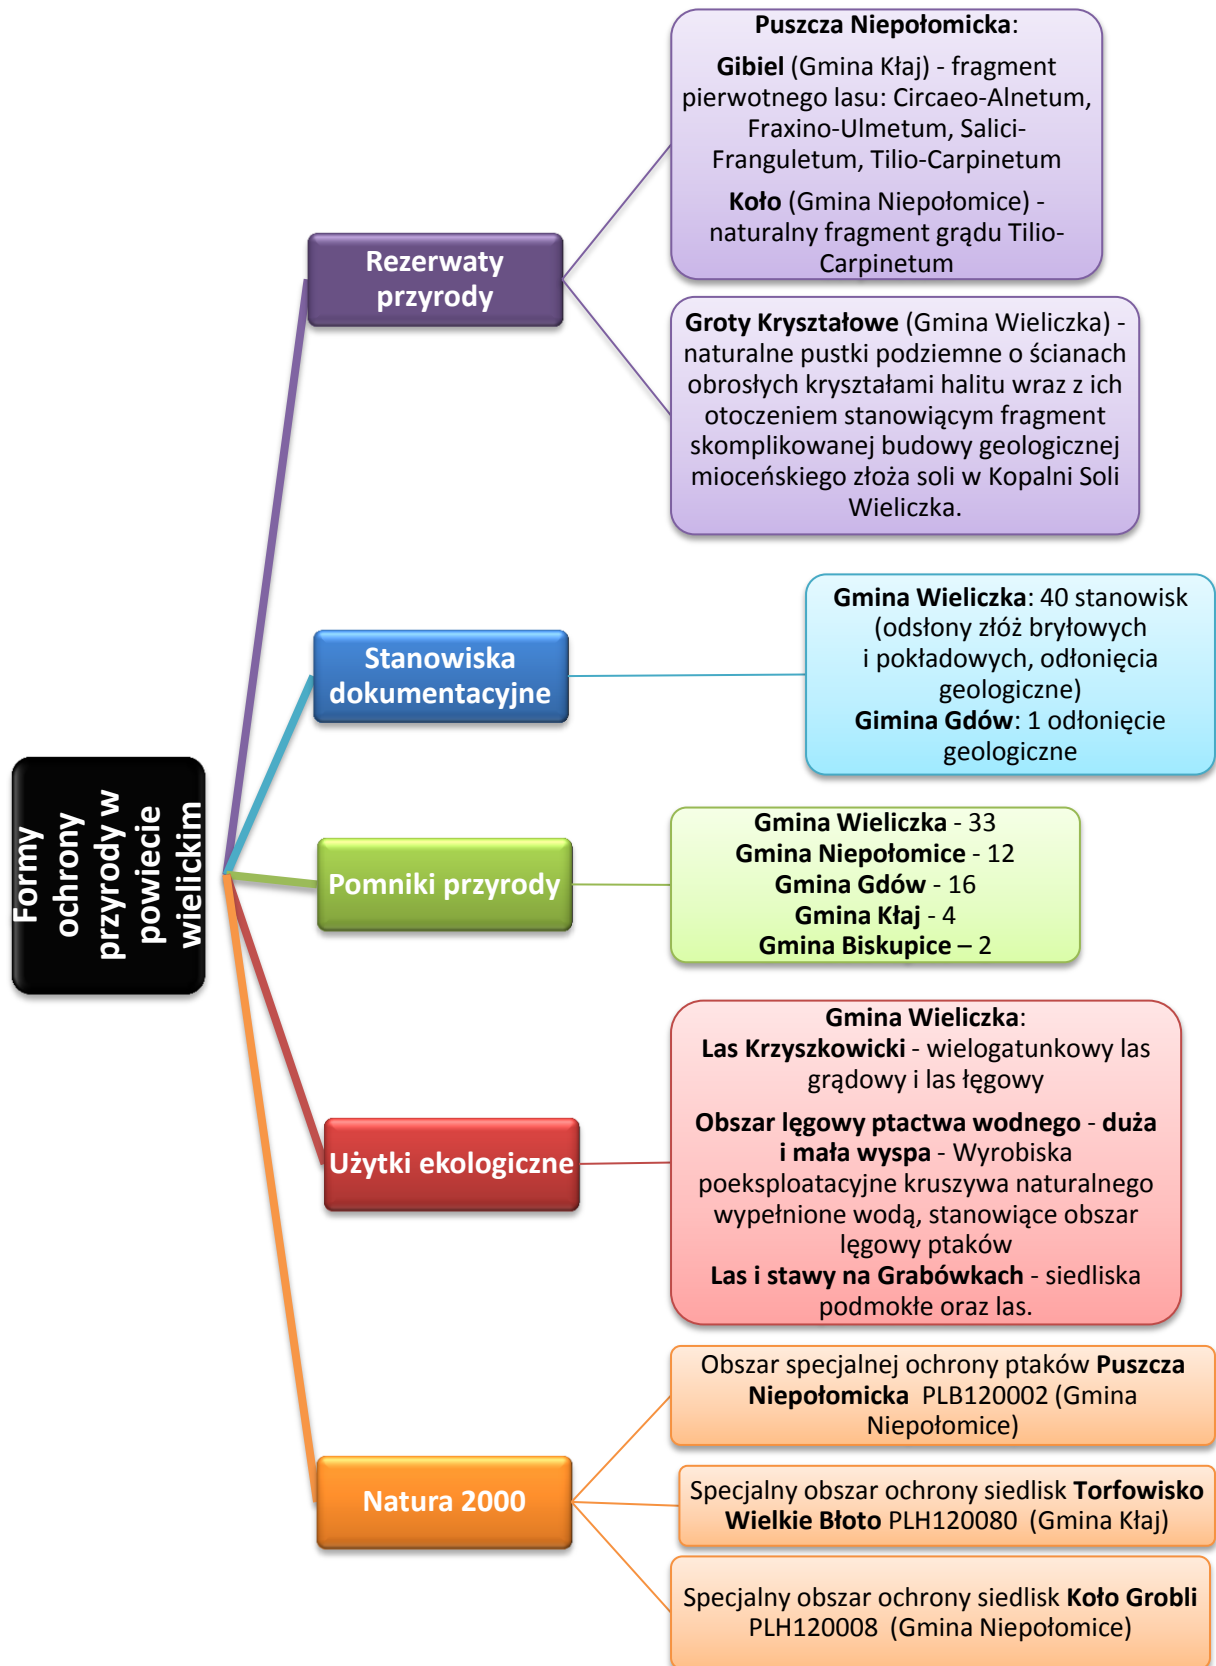 Formy
ochrony
przyrody w
powiecie
wielickim
Rezerwaty
przyrody
Puszcza Niepołomicka:
Gibiel (Gmina Kłaj) - fragment
pierwotnego lasu: Circaeo-Alnetum,
Fraxino-Ulmetum, Salici-
Franguletum, Tilio-Carpinetum
Koło (Gmina Niepołomice) -
naturalny fragment grądu Tilio-
Carpinetum
Groty Kryształowe (Gmina Wieliczka) -
naturalne pustki podziemne o ścianach
obrosłych kryształami halitu wraz z ich
otoczeniem stanowiącym fragment
skomplikowanej budowy geologicznej
mioceńskiego złoża soli w Kopalni Soli
Wieliczka.
Stanowiska
dokumentacyjne
Gmina Wieliczka: 40 stanowisk
(odsłony złóż bryłowych
i pokładowych, odłonięcia
geologiczne)
Gimina Gdów: 1 odłonięcie
geologiczne
Pomniki przyrody
Gmina Wieliczka - 33
Gmina Niepołomice - 12
Gmina Gdów - 16
Gmina Kłaj - 4
Gmina Biskupice – 2
Użytki ekologiczne
Gmina Wieliczka:
Las Krzyszkowicki - wielogatunkowy las
grądowy i las łęgowy
Obszar lęgowy ptactwa wodnego - duża
i mała wyspa - Wyrobiska
poeksploatacyjne kruszywa naturalnego
wypełnione wodą, stanowiące obszar
lęgowy ptaków
Las i stawy na Grabówkach - siedliska
podmokłe oraz las.
Natura 2000
Obszar specjalnej ochrony ptaków Puszcza
Niepołomicka PLB120002 (Gmina
Niepołomice)
Specjalny obszar ochrony siedlisk Torfowisko
Wielkie Błoto PLH120080 (Gmina Kłaj)
Specjalny obszar ochrony siedlisk Koło Grobli
PLH120008 (Gmina Niepołomice)